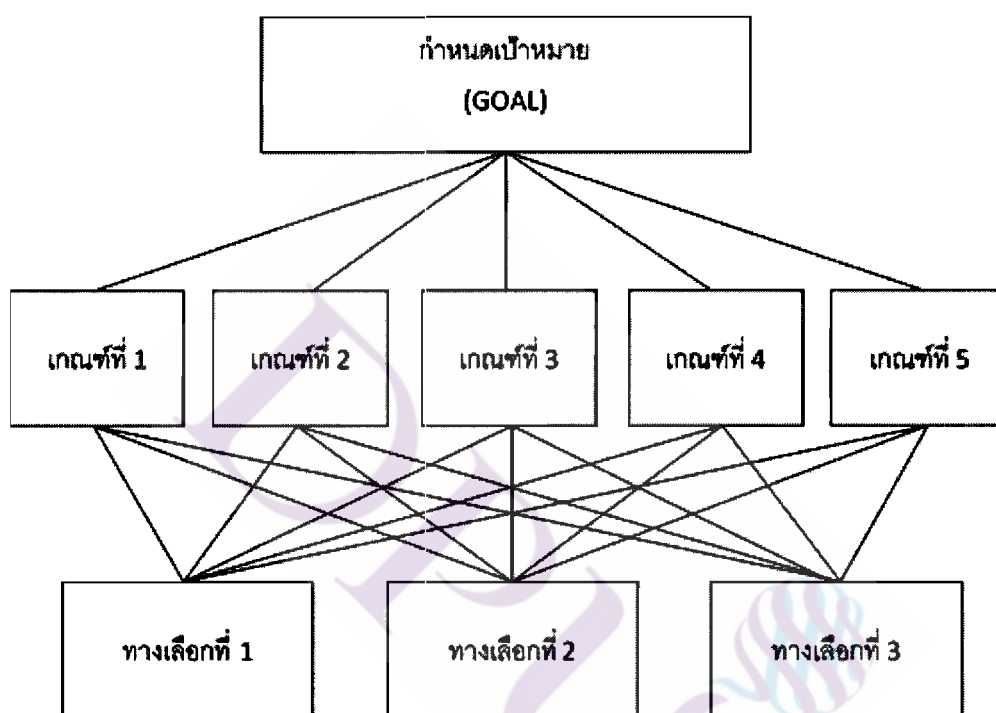 กำหนดเป้าหมาย
(GOAL)
เกณฑ์ที่ 1
เกณฑ์ที่ 2
เกณฑ์ที่ 3
เกณฑ์ที่ 4
เกณฑ์ที่ 5
ทางเลือกที่ 1
ทางเลือกที่ 2
ทางเลือกที่ 3